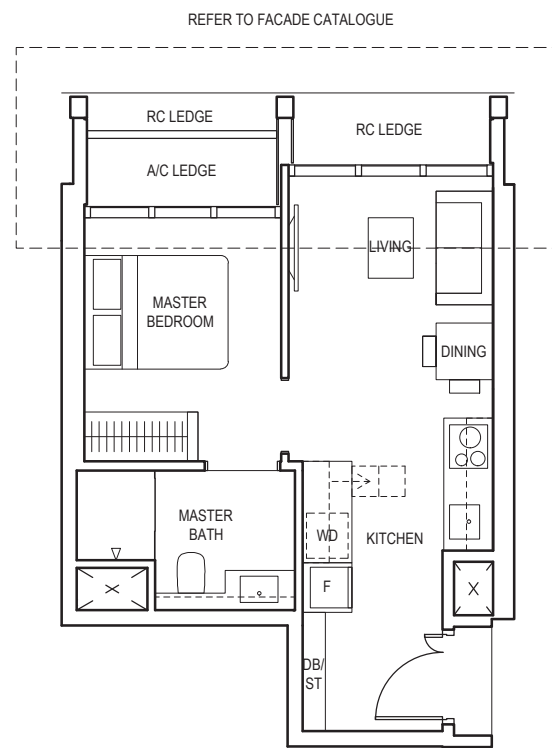 REFER TO FACADE CATALOGUE
RC LEDGE
RC LEDGE
A/C LEDGE
LIVING
MASTER
BEDROOM
DINING
MASTER
BATH
WD
KITCHEN
F
DB/
ST